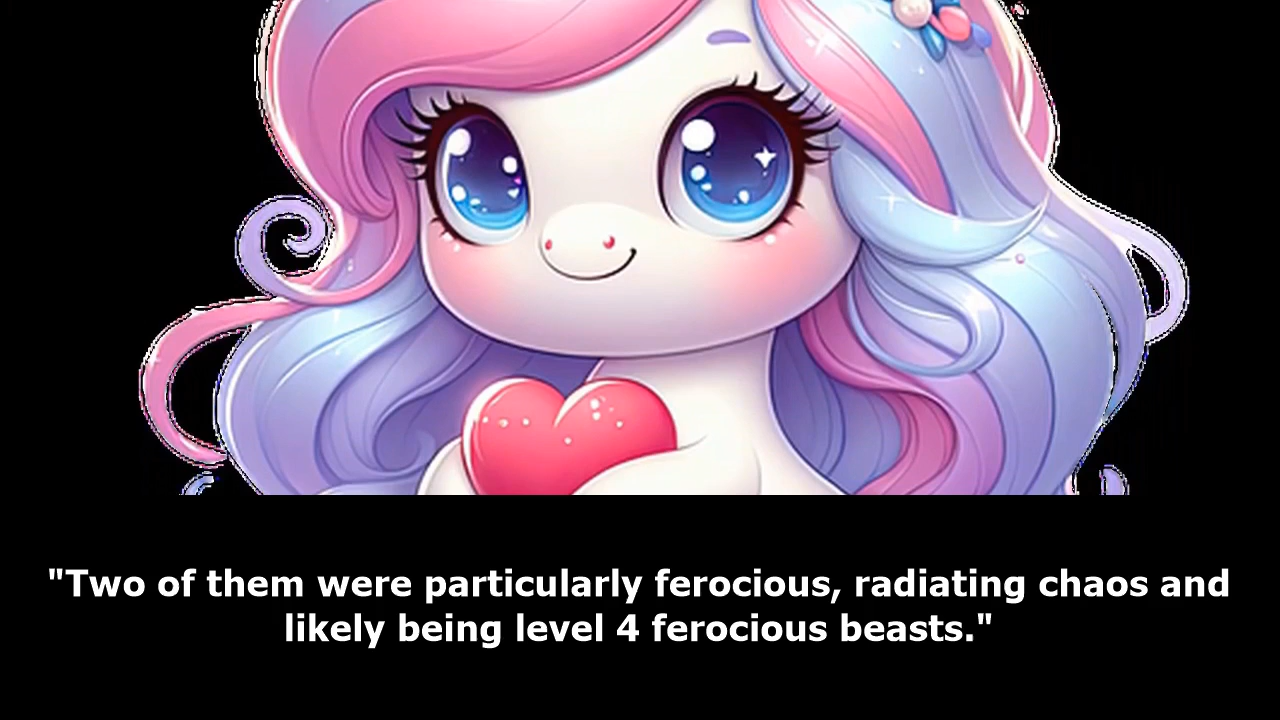 "Two of them were particularly ferocious, radiating chaos and
likely being level 4 ferocious beasts."